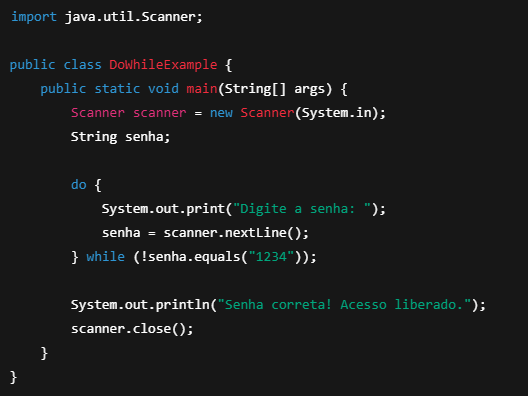 import java.util.Scanner;

public class DoWhileExample {
    public static void main(String[] args) {
        Scanner scanner = new Scanner(System.in);
        String senha;

        do {
            System.out.print("Digite a senha: ");
            senha = scanner.nextLine();
        } while (!senha.equals("1234"));

        System.out.println("Senha correta! Acesso liberado.");
        scanner.close();
    }
}